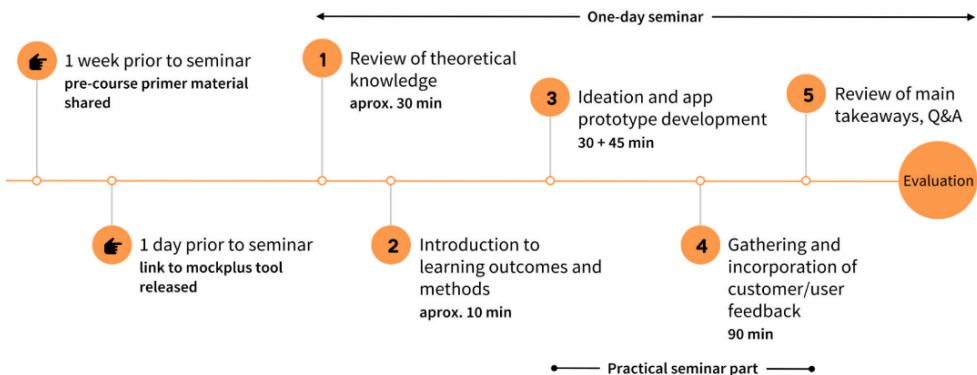 One-day seminar
1 week prior to seminar
pre-course primer material
shared
1
Review of theoretical
knowledge
aprox. 30 min
3
Ideation and app
prototype development
30 + 45 min
5
Review of main
takeaways, Q&A
Evaluation
1 day prior to seminar
link to mockplus tool
released
2
Introduction to
learning outcomes and
methods
aprox. 10 min
4
Gathering and
incorporation of
customer/user
feedback
90 min
Practical seminar part